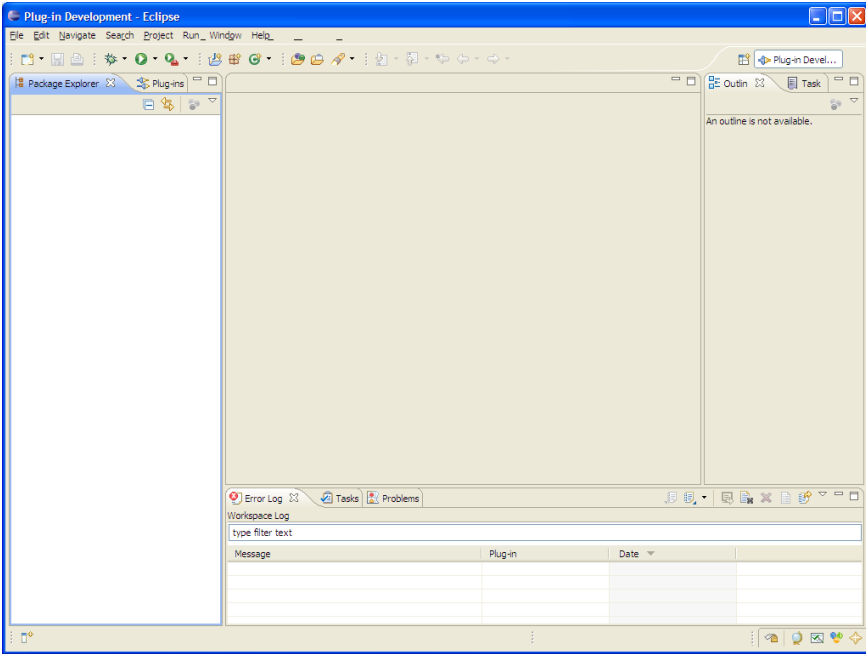 Plug-in Development - Eclipse
File Edit Navigate Search Project Run Window Help
Plug-in Devel...
Package Explorer Plug-ins
Outlin Task
An outline is not available.
Error Log Tasks Problems
Workspace Log
type filter text
Message Plug-in Date